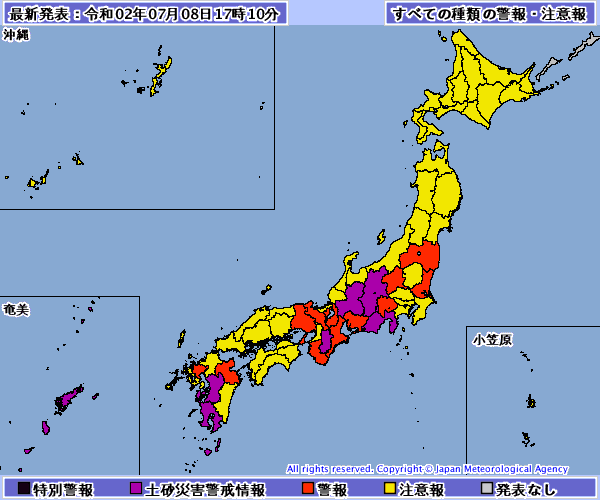 最新発表：令和02年07月08日17時10分
すべての種類の警報・注意報
沖縄
奄美
小笠原
All rights reserved. Copyright © Japan Meteorological Agency
特別警報 土砂災害警戒情報 警報 注意報 発表なし